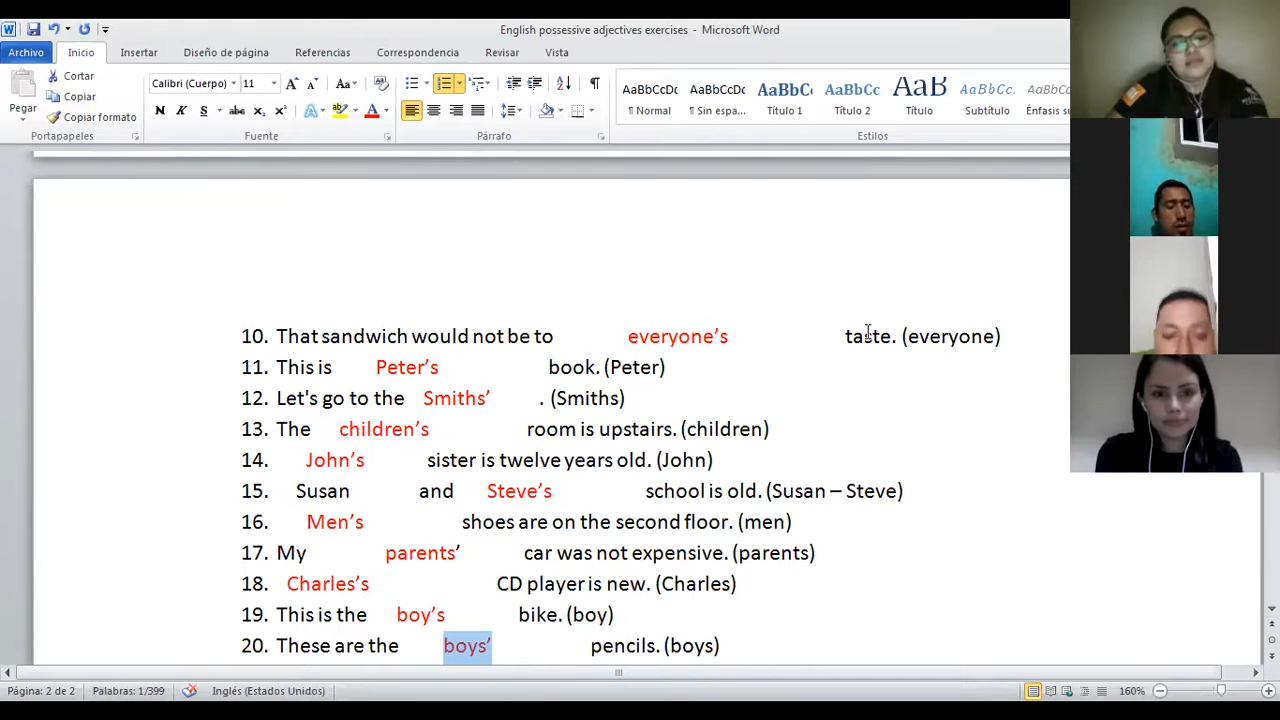 English possessive adjectives exercises - Microsoft Word
Archivo Inicio Insertar Diseño de página Referencias Correspondencia Revisar Vista
Pegar
Cortar
Copiar
Copiar formato
Portapapeles
Calibri (Cuerpo) 11
Fuente
Párrafo
AaBbCcDc AaBbCcDc AaBbCc AaBbCc AaB AaBbCc AaBbCcDc
¶ Normal ¶ Sin espa... Título 1 Título 2 Título Subtítulo Énfasis su
Estilos
10. That sandwich would not be to everyone’s taste. (everyone)
11. This is Peter’s book. (Peter)
12. Let's go to the Smiths’ . (Smiths)
13. The children’s room is upstairs. (children)
14. John’s sister is twelve years old. (John)
15. Susan and Steve’s school is old. (Susan – Steve)
16. Men’s shoes are on the second floor. (men)
17. My parents’ car was not expensive. (parents)
18. Charles’s CD player is new. (Charles)
19. This is the boy’s bike. (boy)
20. These are the boys’ pencils. (boys)
Página: 2 de 2 Palabras: 1/399 Inglés (Estados Unidos) 160%